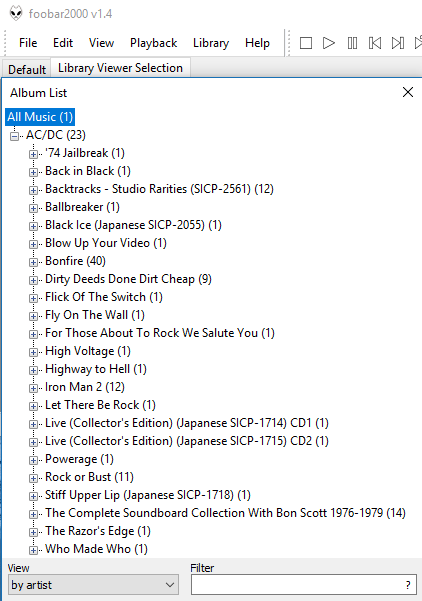 foobar2000 v1.4
File Edit View Playback Library Help
Default Library Viewer Selection
Album List
All Music (1)
AC/DC (23)
'74 Jailbreak (1)
Back in Black (1)
Backtracks - Studio Rarities (SICP-2561) (12)
Ballbreaker (1)
Black Ice (Japanese SICP-2055) (1)
Blow Up Your Video (1)
Bonfire (40)
Dirty Deeds Done Dirt Cheap (9)
Flick Of The Switch (1)
Fly On The Wall (1)
For Those About To Rock We Salute You (1)
High Voltage (1)
Highway to Hell (1)
Iron Man 2 (12)
Let There Be Rock (1)
Live (Collector's Edition) (Japanese SICP-1714) CD1 (1)
Live (Collector's Edition) (Japanese SICP-1715) CD2 (1)
Powerage (1)
Rock or Bust (11)
Stiff Upper Lip (Japanese SICP-1718) (1)
The Complete Soundboard Collection With Bon Scott 1976-1979 (14)
The Razor's Edge (1)
Who Made Who (1)
View Filter
by artist ?